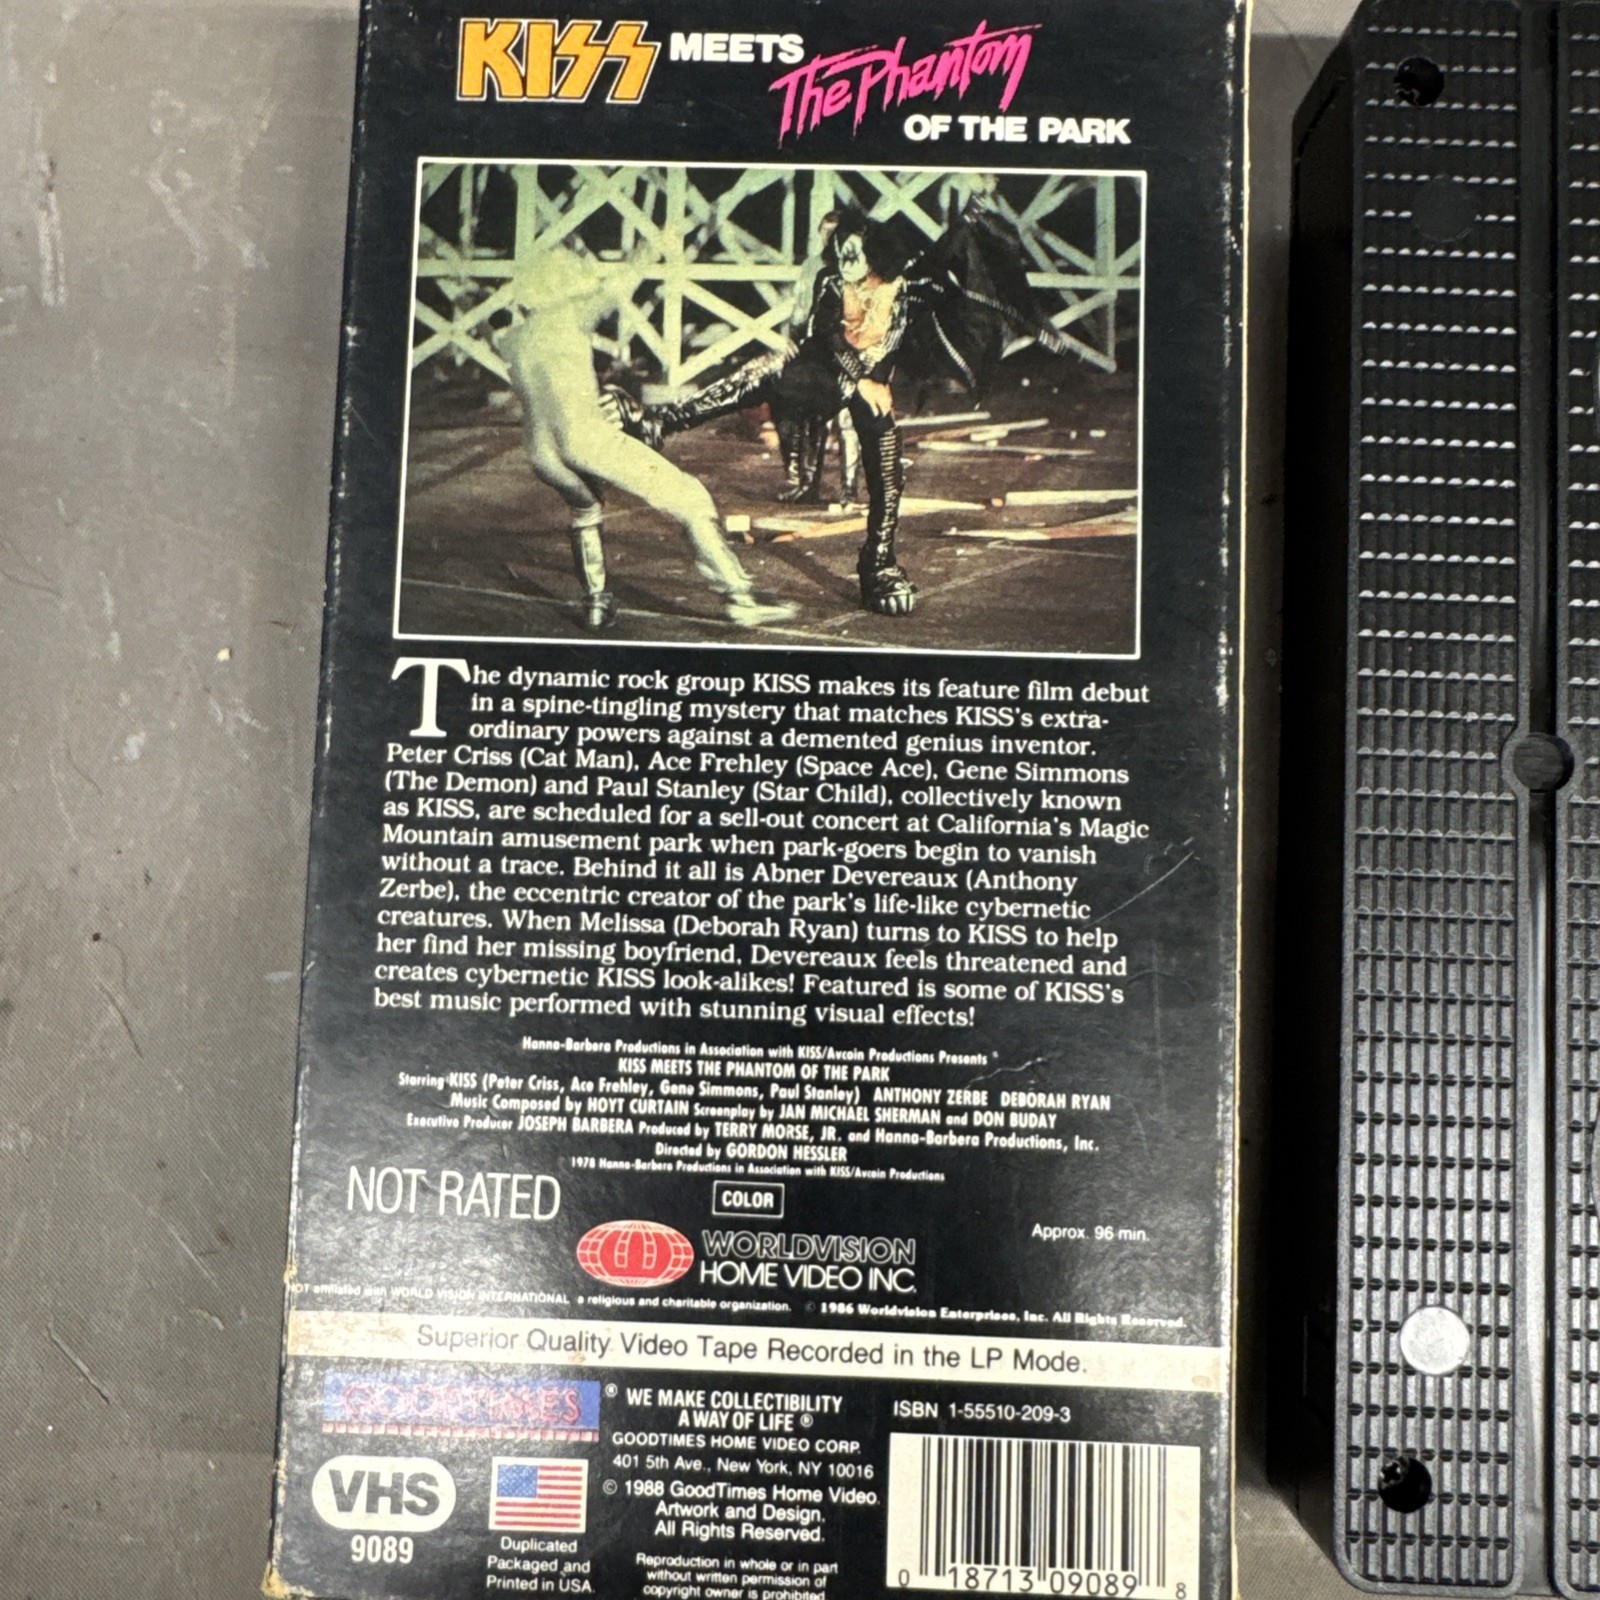 KISS MEETS The Phantom
OF THE PARK
The dynamic rock group KISS makes its feature film debut
in a spine-tingling mystery that matches KISS's extra-
ordinary powers against a demented genius inventor.
Peter Criss (Cat Man), Ace Frehley (Space Ace), Gene Simmons
(The Demon) and Paul Stanley (Star Child), collectively known
as KISS, are scheduled for a sell-out concert at California's Magic
Mountain amusement park when park-goers begin to vanish
without a trace. Behind it all is Abner Devereaux (Anthony
Zerbe), the eccentric creator of the park's life-like cybernetic
creatures. When Melissa (Deborah Ryan) turns to KISS to help
her find her missing boyfriend, Devereaux feels threatened and
creates cybernetic KISS look-alikes! Featured is some of KISS's
best music performed with stunning visual effects!
Hanna-Barbera Productions in Association with KISS/Avcoin Productions Presents
KISS MEETS THE PHANTOM OF THE PARK
Starring KISS (Peter Criss, Ace Frehley, Gene Simmons, Paul Stanley) ANTHONY ZERBE DEBORAH RYAN
Music Composed by HOYT CURTAIN Screenplay by JAN MICHAEL SHERMAN and DON BUDAY
Executive Producer JOSEPH BARBERA Produced by TERRY MORSE, JR. and Hanna-Barbera Productions, Inc.
Directed by GORDON HESSLER
1978 Hanna-Barbera Productions in Association with KISS/Avcoin Productions
NOT RATED
COLOR
Approx. 96 min.
WORLDVISION
HOME VIDEO INC.
NOT affiliated with WORLD VISION INTERNATIONAL a religious and charitable organization. © 1986 Worldvision Enterprises, Inc. All Rights Reserved.
Superior Quality Video Tape Recorded in the LP Mode.
GOODTIMES ®
WE MAKE COLLECTIBILITY
A WAY OF LIFE ®
GOODTIMES HOME VIDEO CORP.
401 5th Ave., New York, NY 10016
© 1988 GoodTimes Home Video.
Artwork and Design.
All Rights Reserved.
Reproduction in whole or in part
without written permission of
copyright owner is prohibited
VHS
9089
Duplicated
Packaged and
Printed in USA.
ISBN 1-55510-209-3
0 18713 09089 8